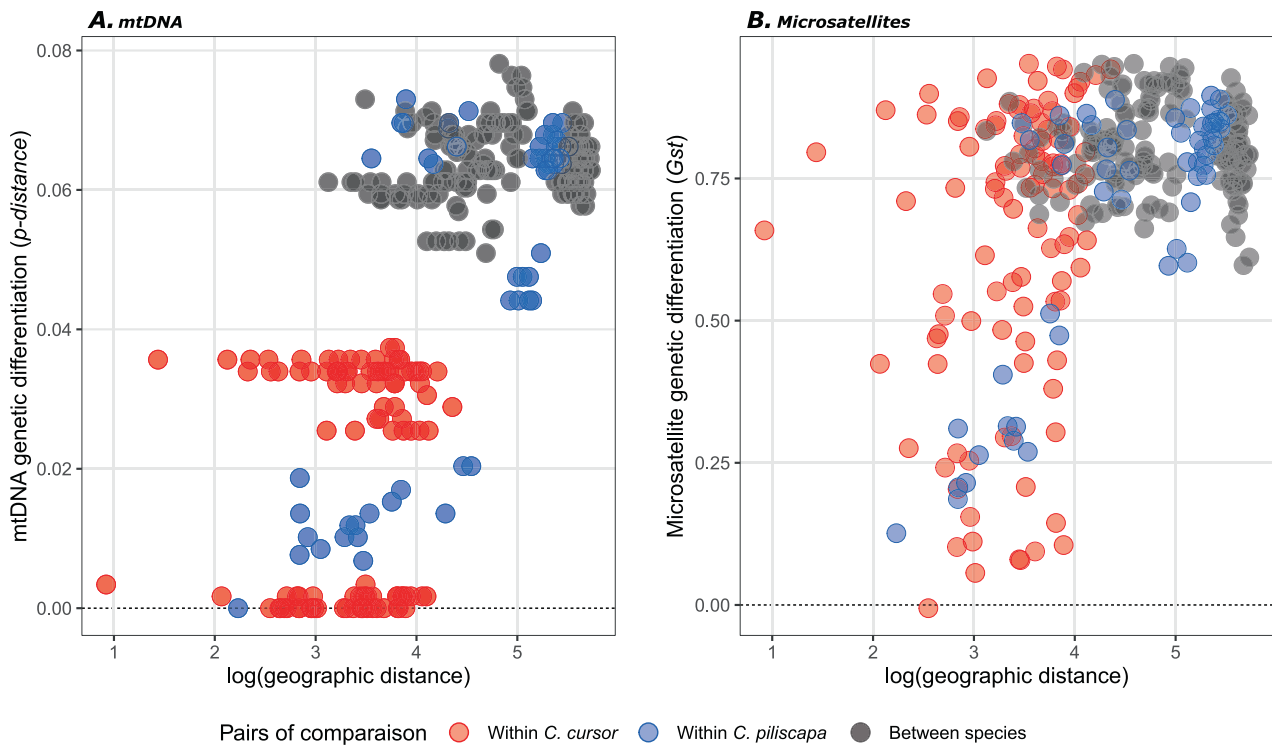 A. mtDNA
mtDNA genetic differentiation (p-distance)
0.08
0.06
0.04
0.02
0.00
1 2 3 4 5
log(geographic distance)
B. Microsatellites
Microsatellite genetic differentiation (Gst)
0.75
0.50
0.25
0.00
1 2 3 4 5
log(geographic distance)
Pairs of comparaison Within C. cursor Within C. piliscapa Between species